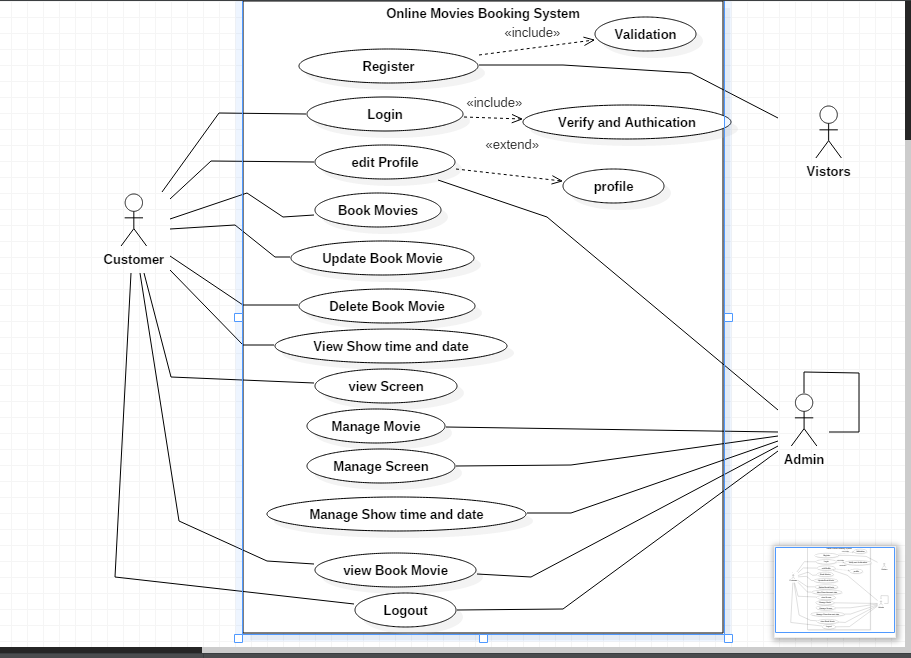 Online Movies Booking System
«include»
Validation
Register
«include»
Login
Verify and Authication
«extend»
edit Profile
profile
Vistors
Book Movies
Customer
Update Book Movie
Delete Book Movie
View Show time and date
view Screen
Manage Movie
Manage Screen
Admin
Manage Show time and date
view Book Movie
Logout